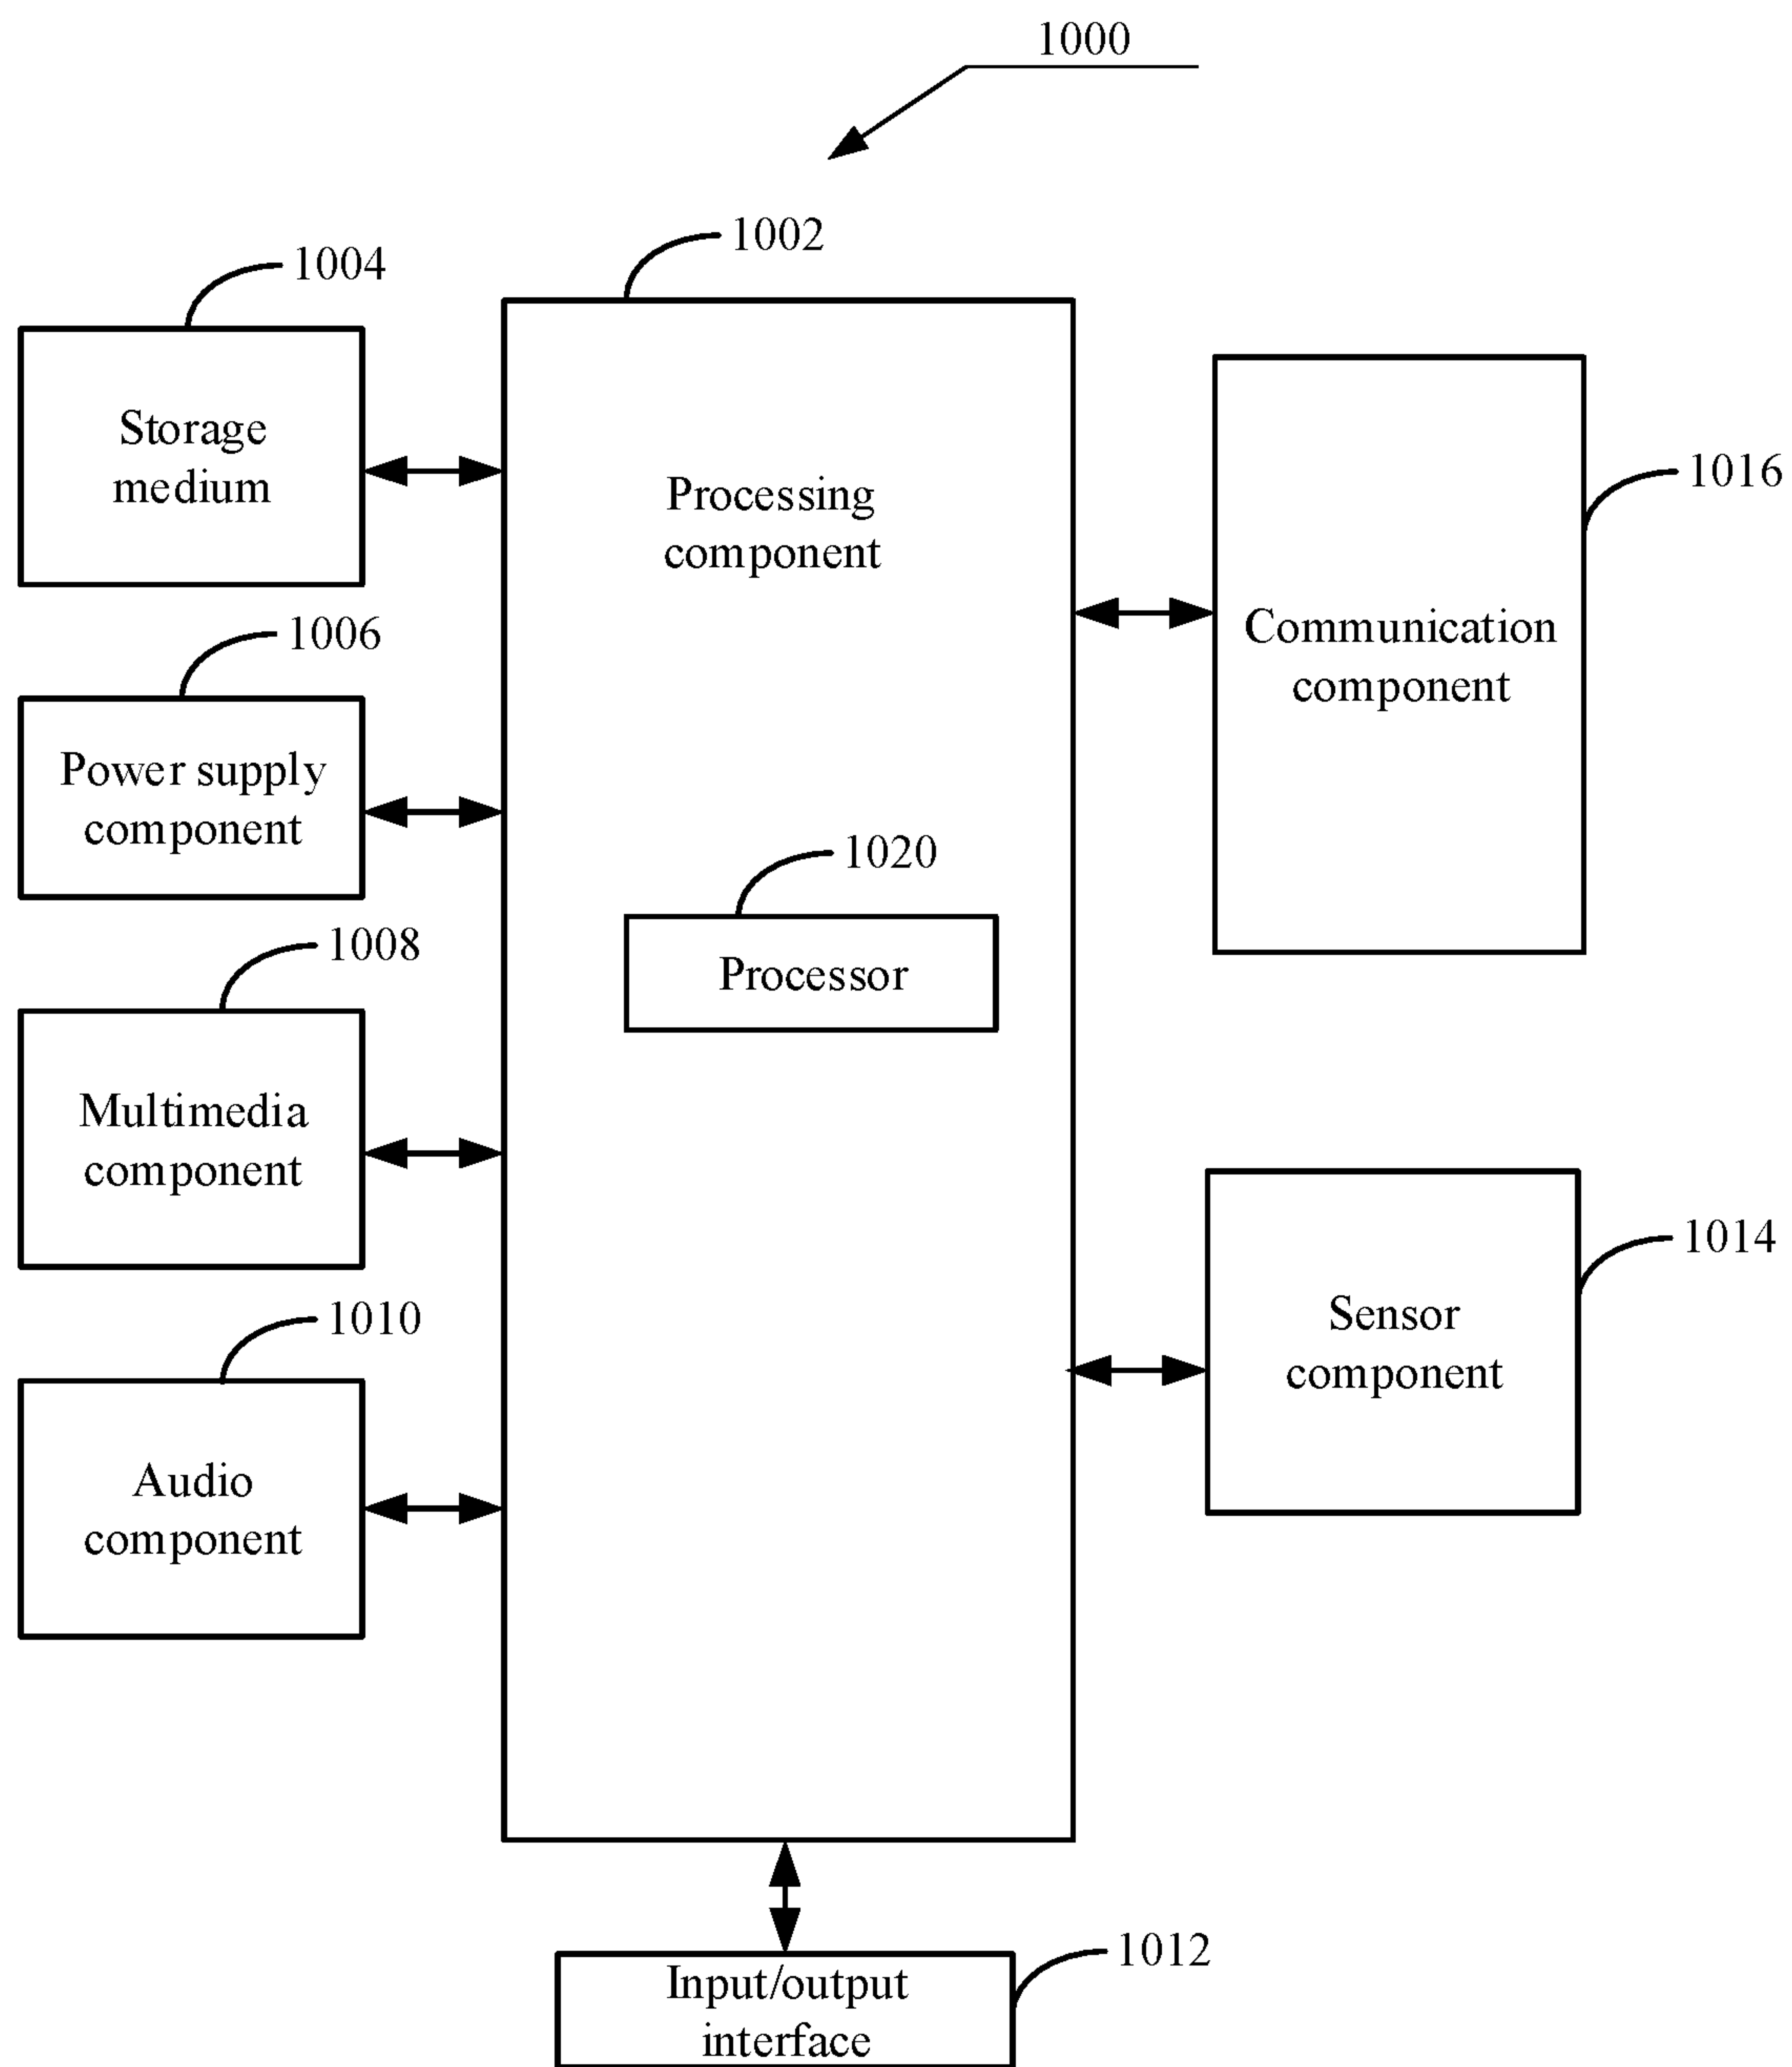 1000
1002
1004
Storage
medium
Processing
component
1016
Communication
component
1006
Power supply
component
1020
Processor
1008
Multimedia
component
1014
Sensor
component
1010
Audio
component
1012
Input/output
interface